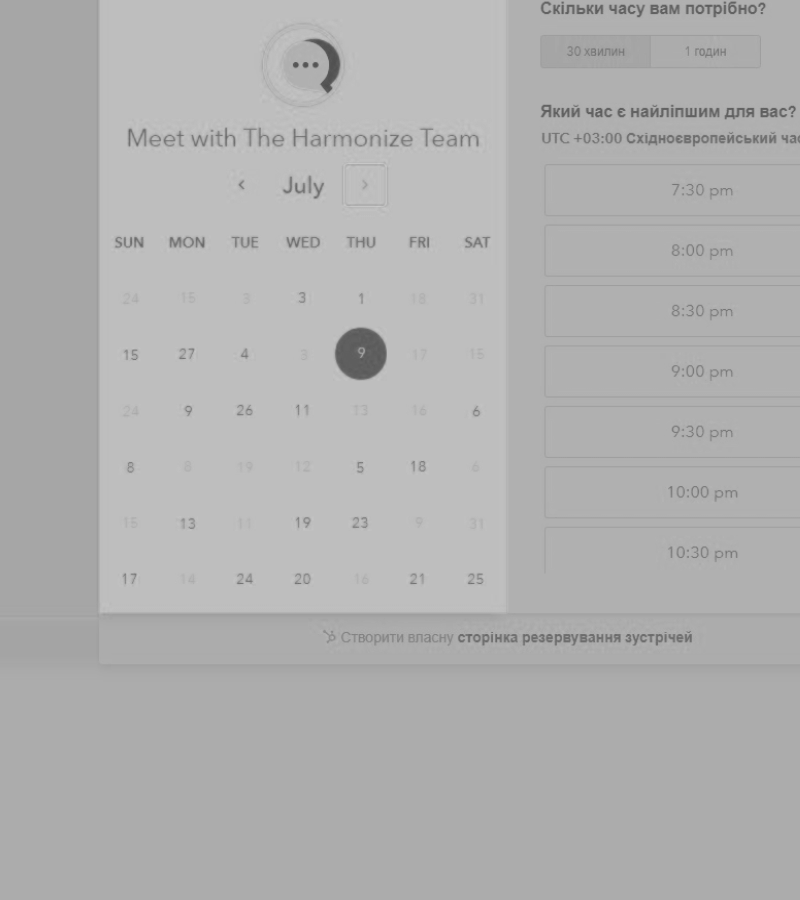 Meet with The Harmonize Team
July
SUN MON TUE WED THU FRI SAT
24 15 3 3 1 18 31
15 27 4 3 9 17 15
24 9 26 11 13 16 6
8 8 19 12 5 18 6
15 13 11 19 23 9 31
17 14 24 20 16 21 25
Скільки часу вам потрібно?
30 хвилин 1 годин
Який час є найліпшим для вас?
UTC +03:00 Східноєвропейський
7:30 pm
8:00 pm
8:30 pm
9:00 pm
9:30 pm
10:00 pm
10:30 pm
Створити власну сторінка резервування зустрічей